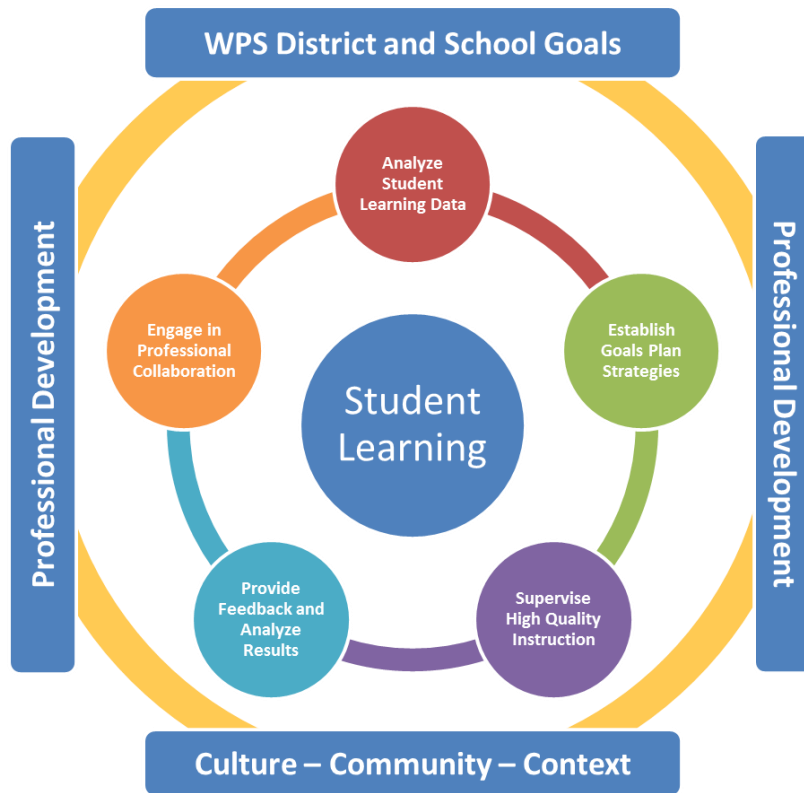 WPS District and School Goals
Professional Development
Analyze
Student
Learning Data
Engage in
Professional
Collaboration
Establish
Goals Plan
Strategies
Student
Learning
Provide
Feedback and
Analyze
Results
Supervise
High Quality
Instruction
Professional Development
Culture – Community – Context